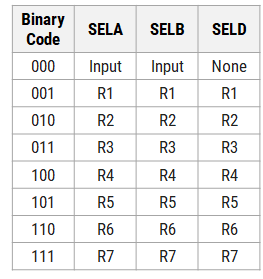 Binary Code SELA SELB SELD
000 Input Input None
001 R1 R1 R1
010 R2 R2 R2
011 R3 R3 R3
100 R4 R4 R4
101 R5 R5 R5
110 R6 R6 R6
111 R7 R7 R7